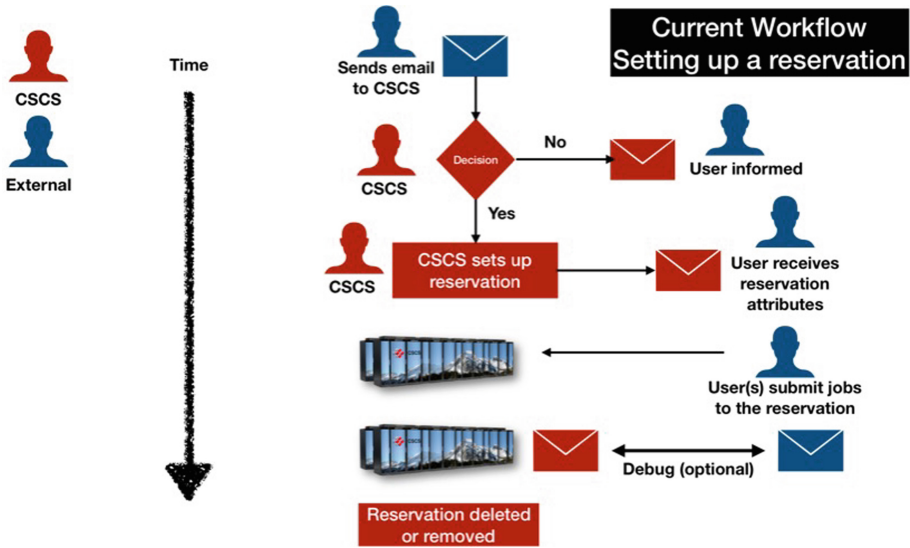 Current Workflow
Setting up a reservation
CSCS
External
Time
Sends email
to CSCS
CSCS
Decision
No
User informed
Yes
CSCS
CSCS sets up
reservation
User receives
reservation
attributes
CSCS
User(s) submit jobs
to the reservation
CSCS
Debug (optional)
Reservation deleted
or removed